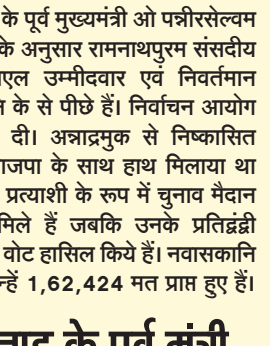 के पूर्व मुख्यमंत्री ओ पन्नीरसेल्वम
के अनुसार रामनाथपुरम संसदीय
एल उम्मीदवार एवं निवर्तमान
के से पीछे हैं। निर्वाचन आयोग
दी। अन्नाद्रमुक से निष्कासित
ाजपा के साथ हाथ मिलाया था
प्रत्याशी के रूप में चुनाव मैदान
मिले हैं जबकि उनके प्रतिद्वंद्वी
वोट हासिल किये हैं। नवासकानि
न्हें 1,62,424 मत प्राप्त हुए हैं।
के पूर्व मंत्री